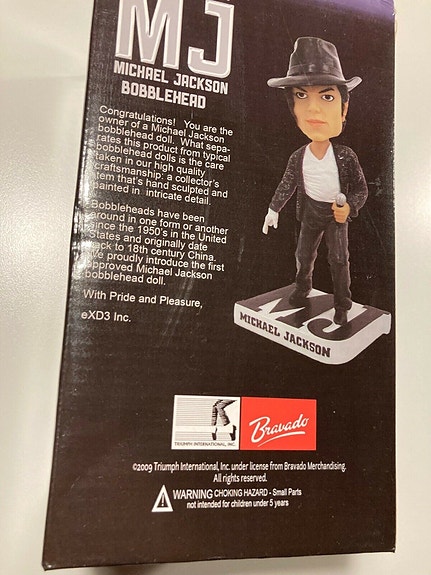 MJ
MICHAEL JACKSON
BOBBLEHEAD
Congratulations! You are the
owner of a Michael Jackson
bobblehead doll. What sepa-
rates this product from typical
bobblehead dolls is the care
taken in our high quality
craftsmanship: a collector's
item that's hand sculpted and
painted in intricate detail.
Bobbleheads have been
around in one form or another
since the 1950's in the United
States and originally date
back to 18th century China.
We proudly introduce the first
approved Michael Jackson
bobblehead doll.
With Pride and Pleasure,
eXD3 Inc.
MJ
MICHAEL JACKSON
TRIUMPH INTERNATIONAL, INC.
Bravado
©2009 Triumph International, Inc. under license from Bravado Merchandising.
All rights reserved.
WARNING CHOKING HAZARD - Small Parts
not intended for children under 5 years